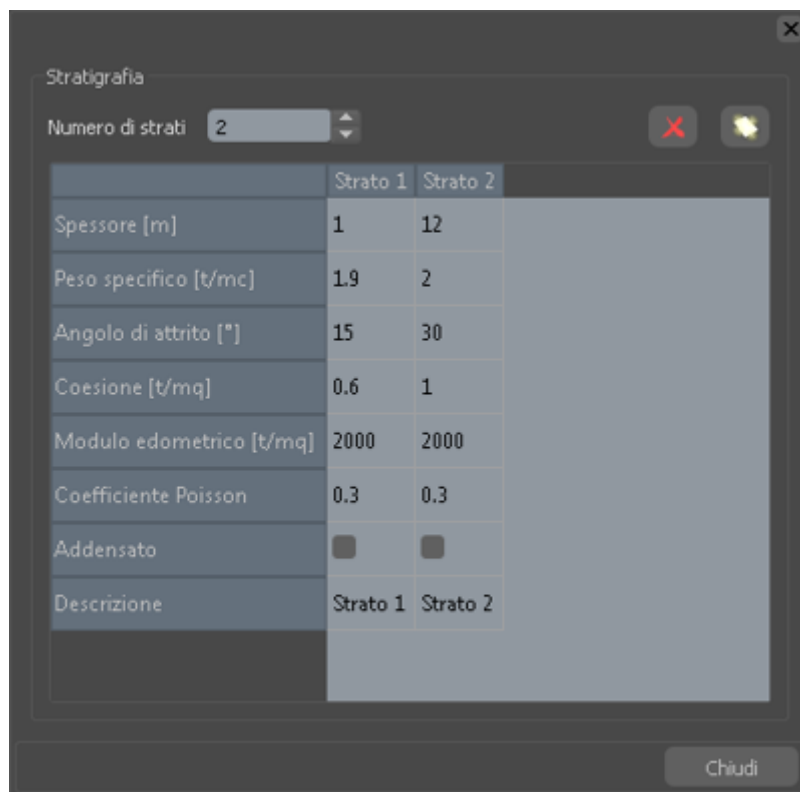 Stratigrafia
Numero di strati 2
Strato 1 Strato 2
Spessore [m] 1 12
Peso specifico [t/mc] 1.9 2
Angolo di attrito [°] 15 30
Coesione [t/mq] 0.6 1
Modulo edometrico [t/mq] 2000 2000
Coefficiente Poisson 0.3 0.3
Addensato
Descrizione Strato 1 Strato 2
Chiudi